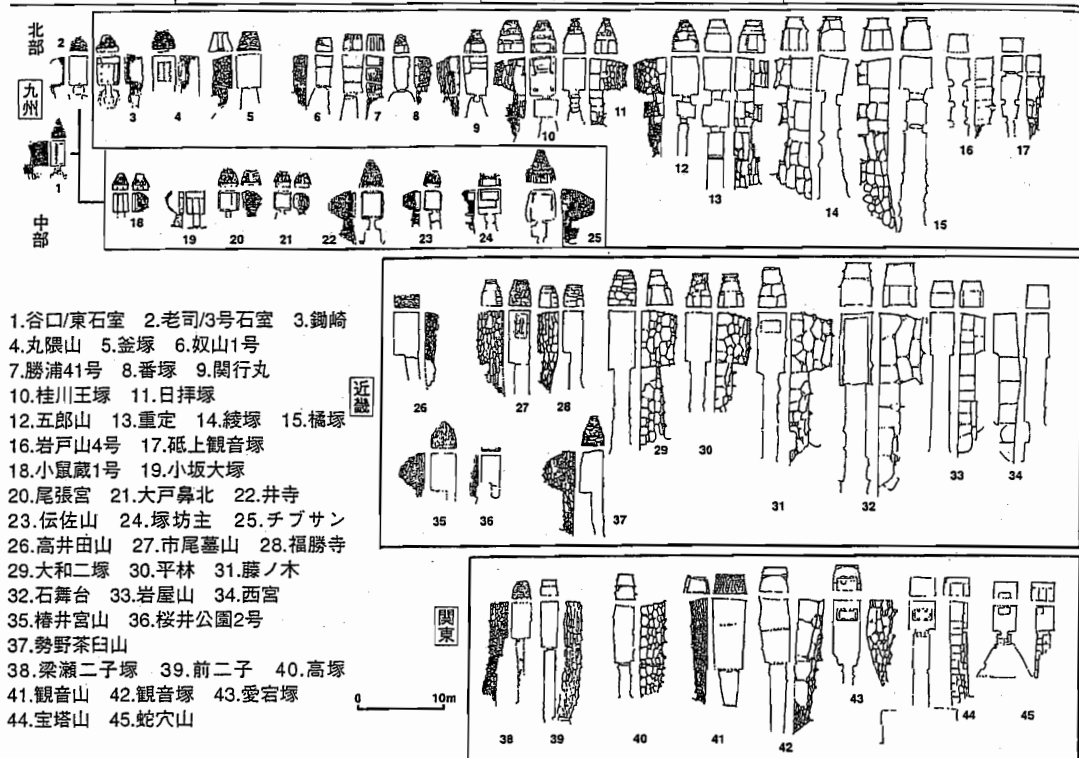 北部
九州
中部
2
3
4
5
6
7
8
9
10
11
12
13
14
15
16
17
1
18
19
20
21
22
23
24
25
1.谷口/東石室 2.老司/3号石室 3.鋤崎
4.丸隈山 5.釜塚 6.奴山1号
7.勝浦41号 8.番塚 9.関行丸
10.桂川王塚 11.日拝塚
12.五郎山 13.重定 14.綾塚 15.橘塚
16.岩戸山4号 17.砥上観音塚
18.小鼠蔵1号 19.小坂大塚
20.尾張宮 21.大戸鼻北 22.井寺
23.伝佐山 24.塚坊主 25.チブサン
26.高井田山 27.市尾墓山 28.福勝寺
29.大和二塚 30.平林 31.藤ノ木
32.石舞台 33.岩屋山 34.西宮
35.椿井宮山 36.桜井公園2号
37.勢野茶臼山
38.梁瀬二子塚 39.前二子 40.高塚
41.観音山 42.観音塚 43.愛宕塚
44.宝塔山 45.蛇穴山
近畿
26
27
28
29
30
31
32
33
34
35
36
37
関東
0 10m
38
39
40
41
42
43
44
45